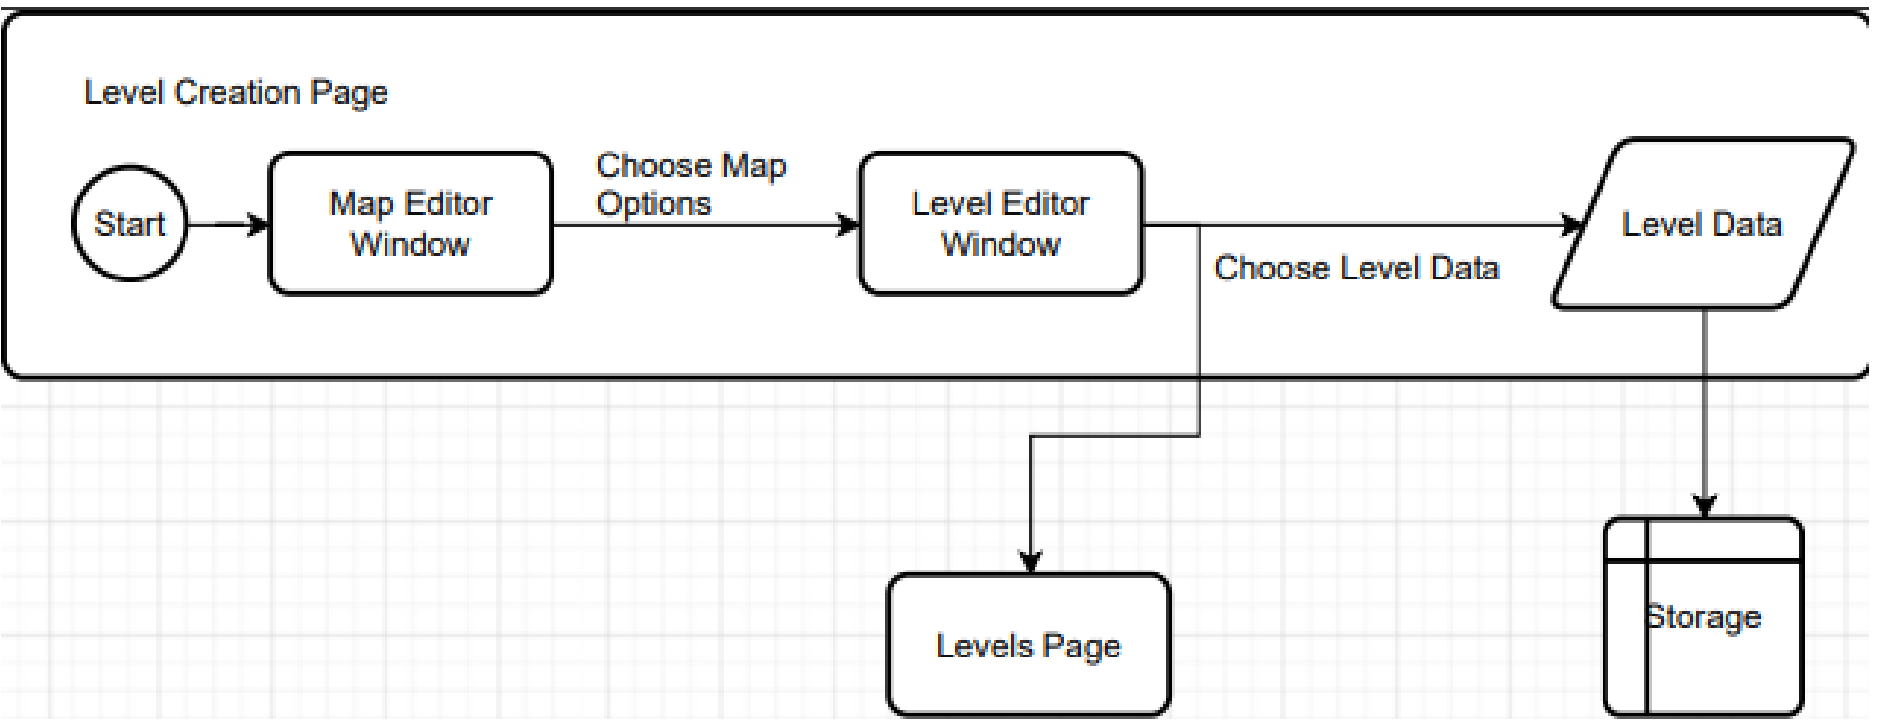 Level Creation Page
Start
Map Editor
Window
Choose Map
Options
Level Editor
Window
Choose Level Data
Level Data
Levels Page
Storage